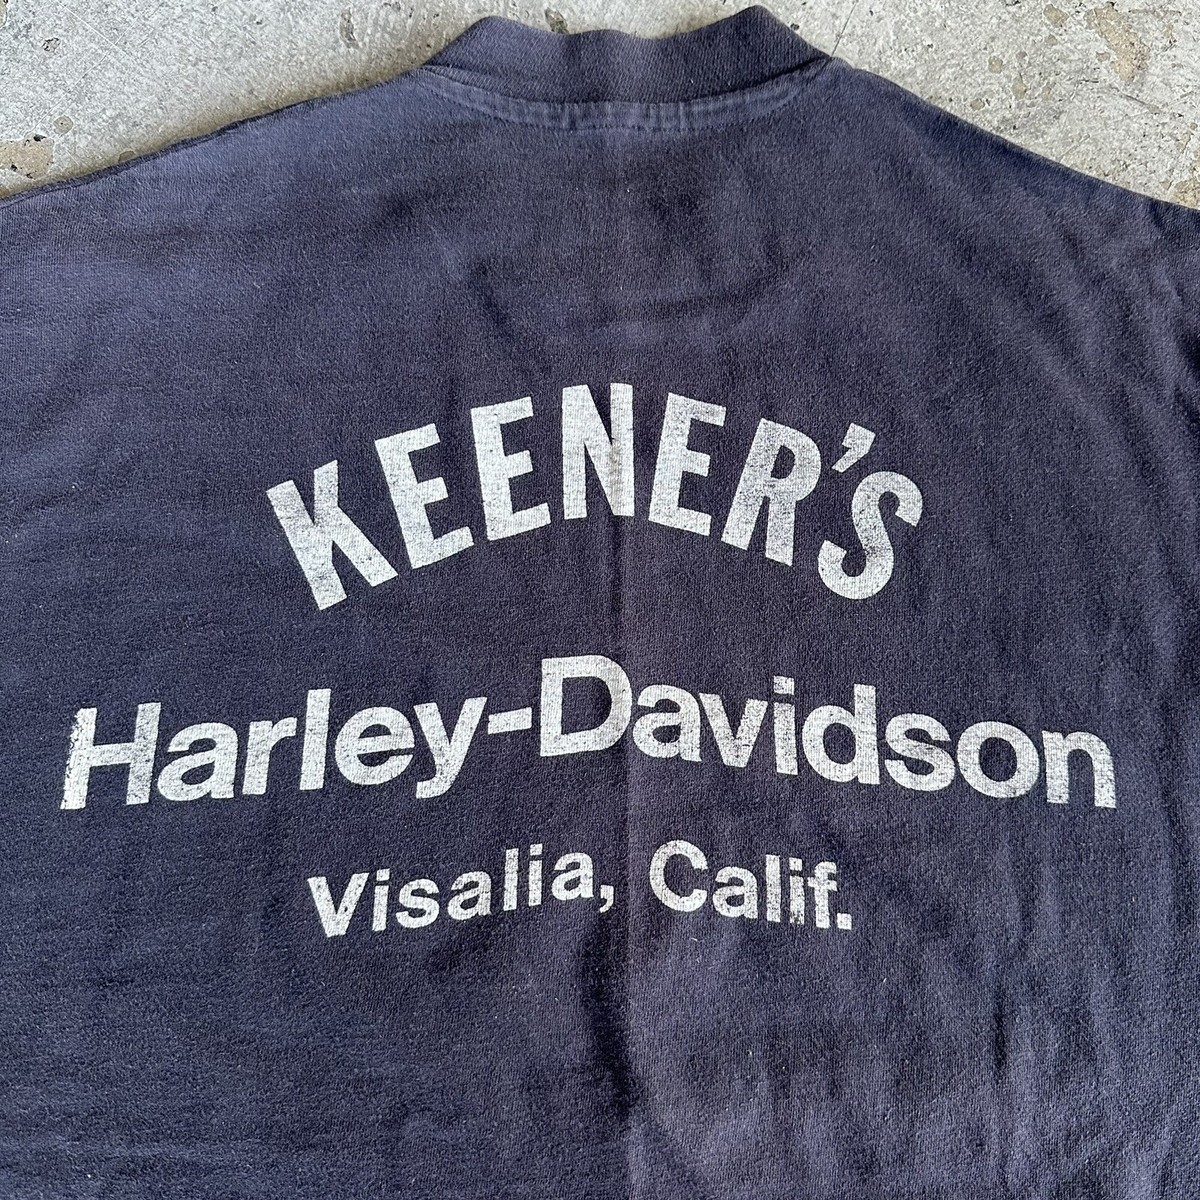 KEENER'S
Harley-Davidson
Visalia, Calif.